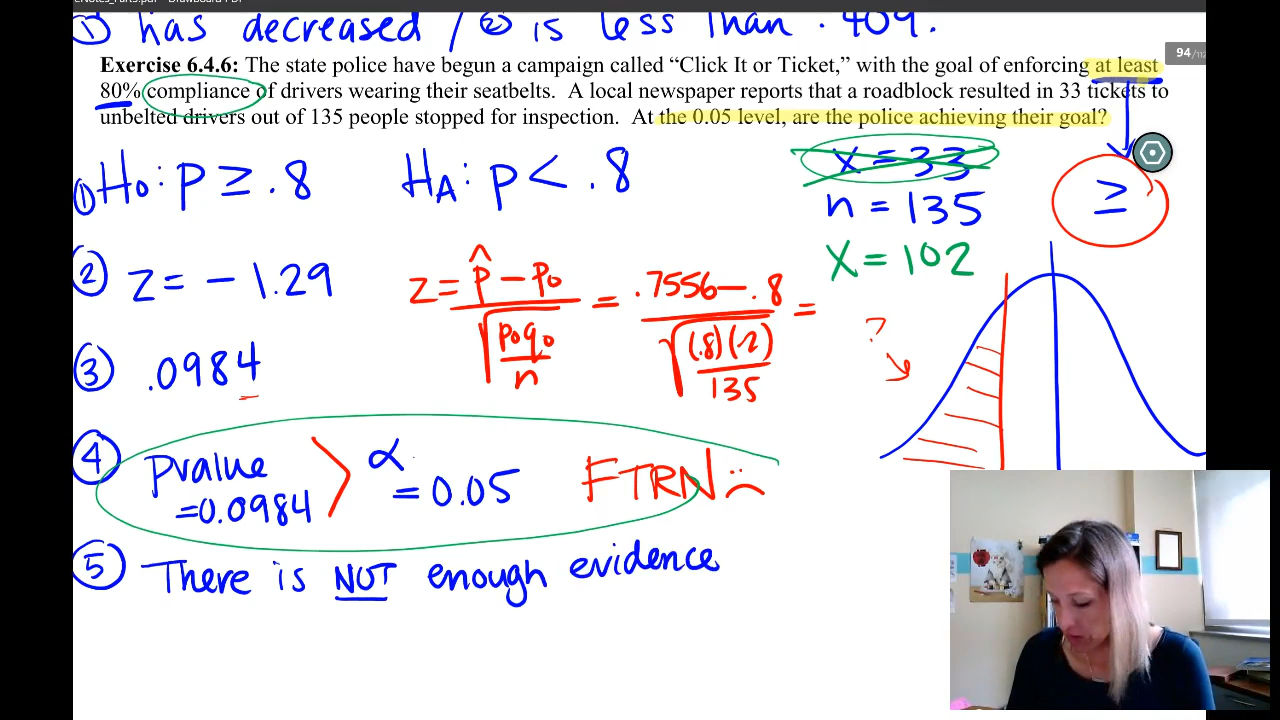 ① has decreased / ② is less than .409.
94/112
Exercise 6.4.6: The state police have begun a campaign called “Click It or Ticket,” with the goal of enforcing at least
80% compliance of drivers wearing their seatbelts. A local newspaper reports that a roadblock resulted in 33 tickets to
unbelted drivers out of 135 people stopped for inspection. At the 0.05 level, are the police achieving their goal?
① H₀: p ≥ .8 Hᴀ: p < .8
x = 33
n = 135
x = 102
≥
② z = -1.29
z = p̂ - p₀ / √(p₀q₀/n) = .7556 - .8 / √((.8)(.2)/135) =
?
③ .0984
④ pvalue = 0.0984 > α = 0.05 FTRN
⑤ There is NOT enough evidence